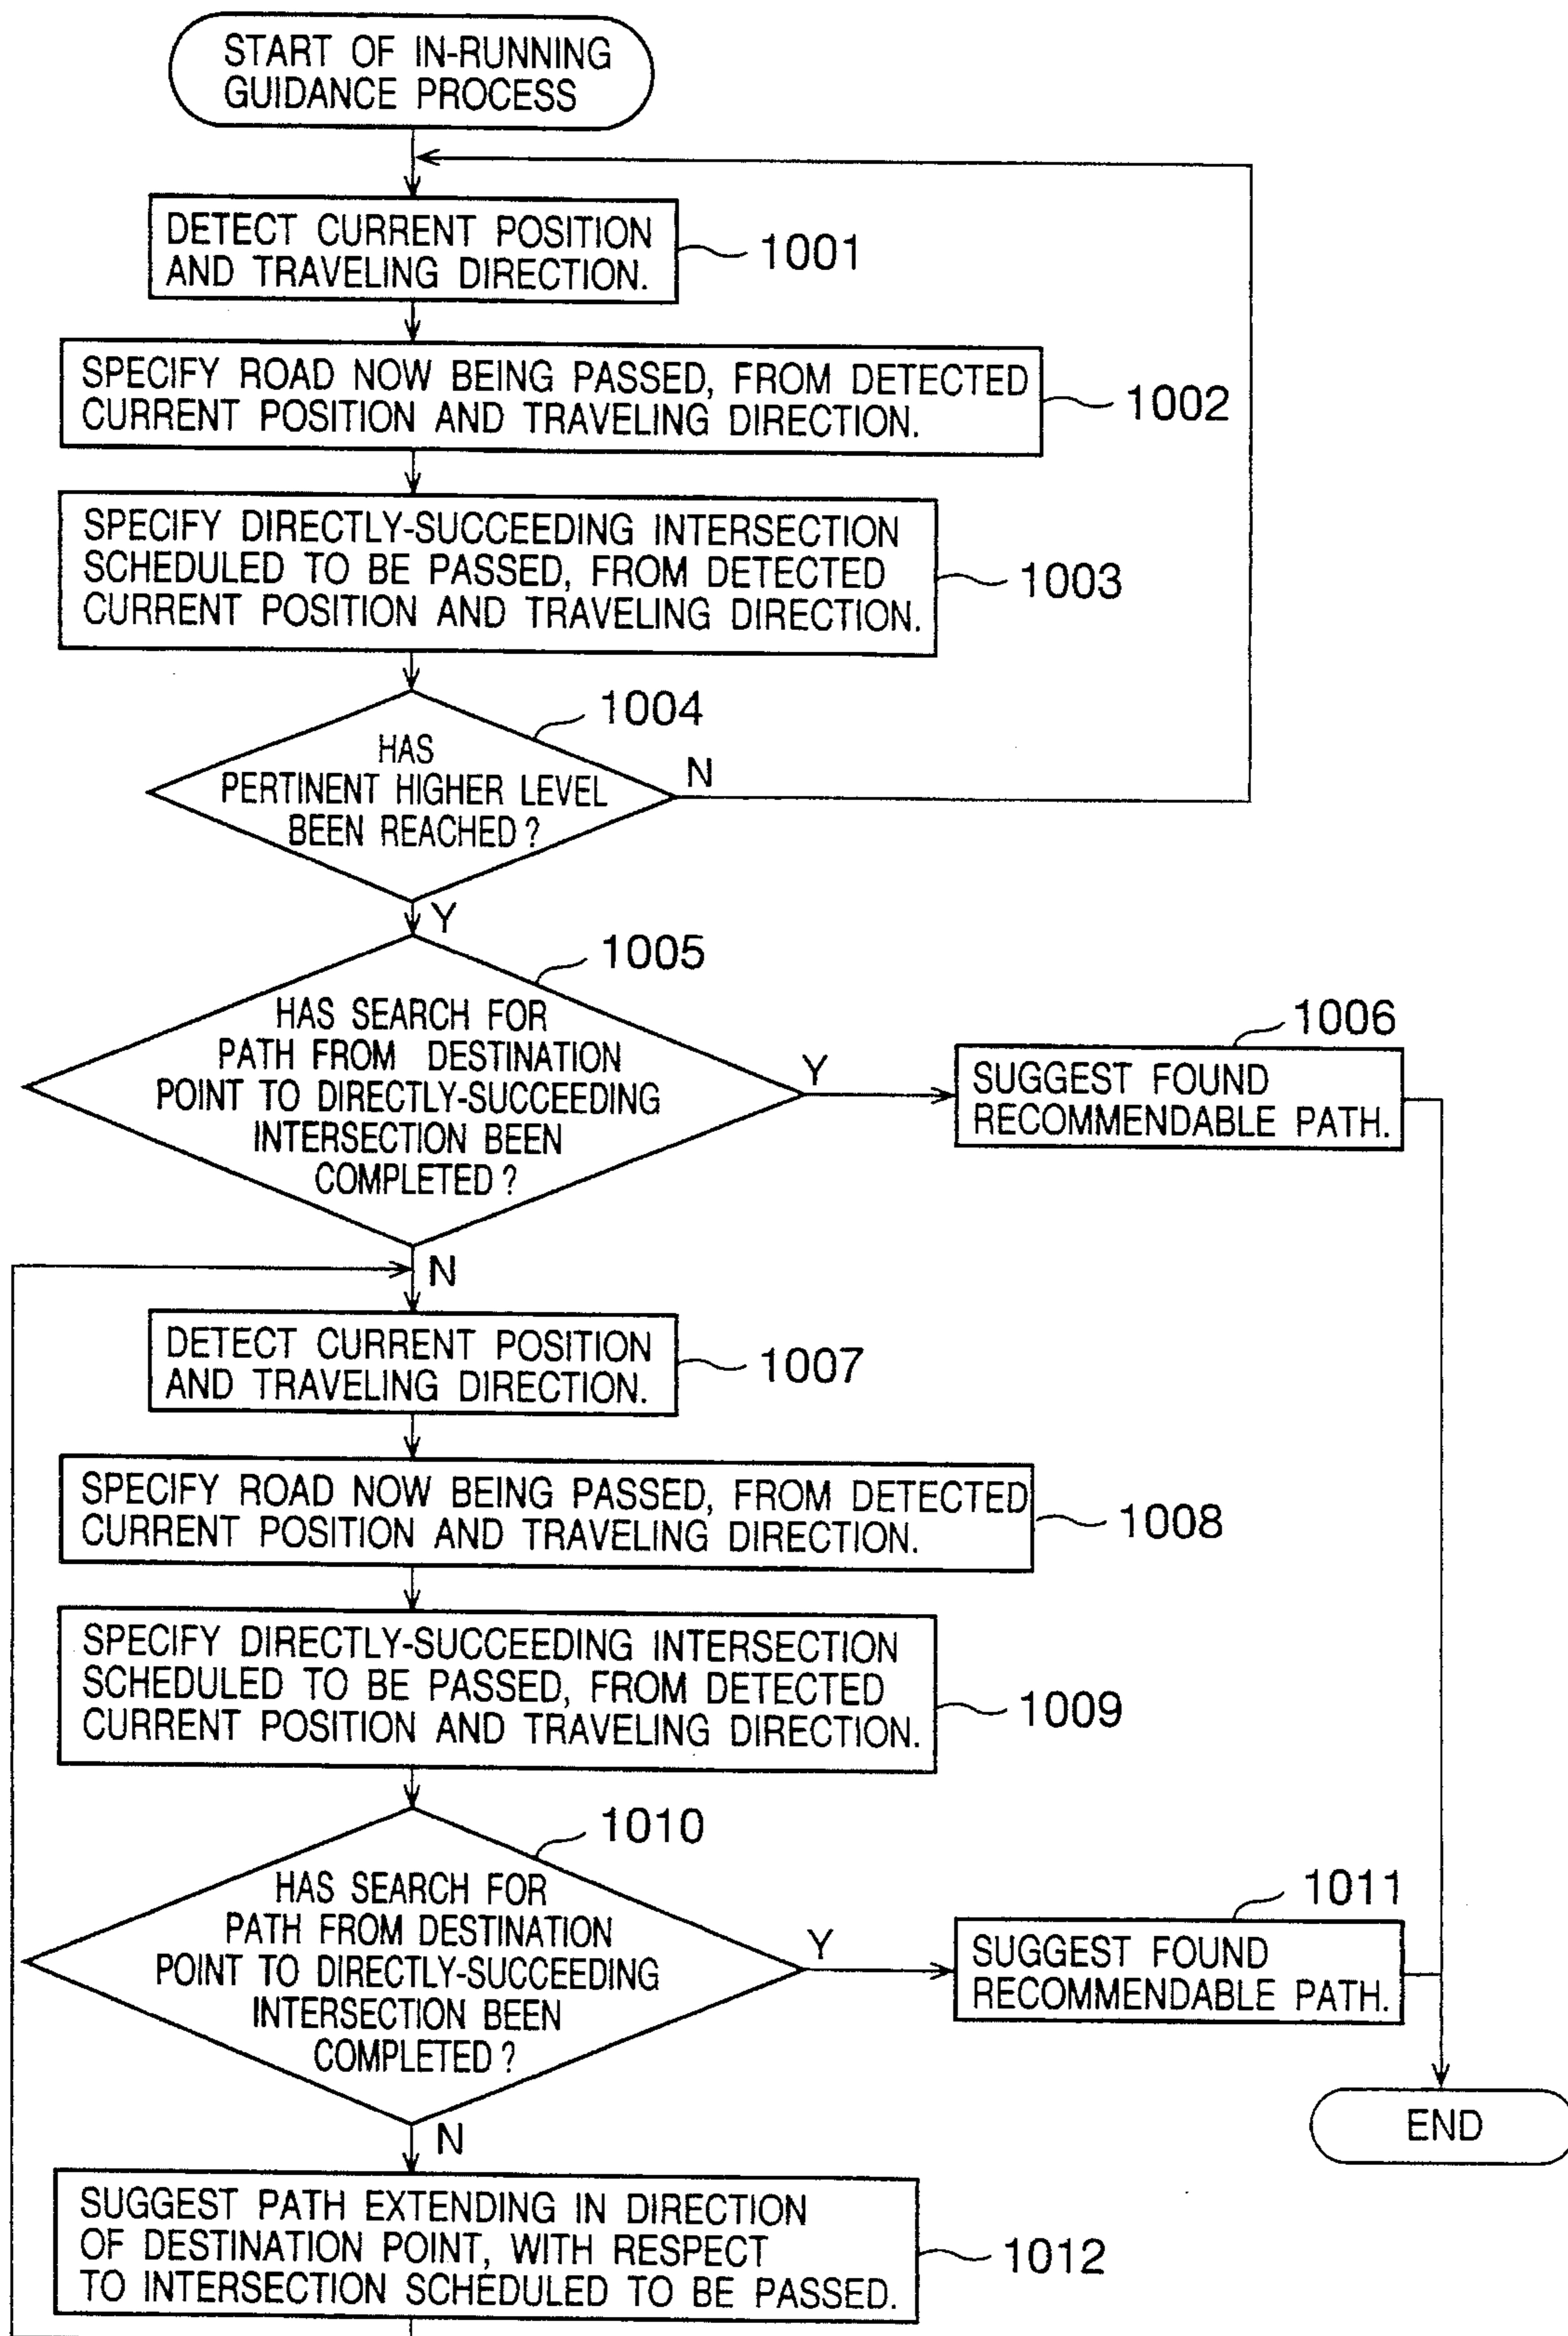 START OF IN-RUNNING
GUIDANCE PROCESS
DETECT CURRENT POSITION
AND TRAVELING DIRECTION.
1001
SPECIFY ROAD NOW BEING PASSED, FROM DETECTED
CURRENT POSITION AND TRAVELING DIRECTION.
1002
SPECIFY DIRECTLY-SUCCEEDING INTERSECTION
SCHEDULED TO BE PASSED, FROM DETECTED
CURRENT POSITION AND TRAVELING DIRECTION.
1003
1004
HAS
PERTINENT HIGHER LEVEL
BEEN REACHED?
N
Y
1005
HAS SEARCH FOR
PATH FROM DESTINATION
POINT TO DIRECTLY-SUCCEEDING
INTERSECTION BEEN
COMPLETED?
Y
1006
SUGGEST FOUND
RECOMMENDABLE PATH.
N
DETECT CURRENT POSITION
AND TRAVELING DIRECTION.
1007
SPECIFY ROAD NOW BEING PASSED, FROM DETECTED
CURRENT POSITION AND TRAVELING DIRECTION.
1008
SPECIFY DIRECTLY-SUCCEEDING INTERSECTION
SCHEDULED TO BE PASSED, FROM DETECTED
CURRENT POSITION AND TRAVELING DIRECTION.
1009
1010
HAS SEARCH FOR
PATH FROM DESTINATION
POINT TO DIRECTLY-SUCCEEDING
INTERSECTION BEEN
COMPLETED?
Y
1011
SUGGEST FOUND
RECOMMENDABLE PATH.
END
N
SUGGEST PATH EXTENDING IN DIRECTION
OF DESTINATION POINT, WITH RESPECT
TO INTERSECTION SCHEDULED TO BE PASSED.
1012